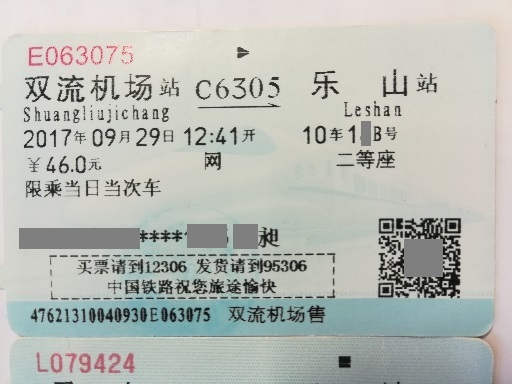 E063075
双流机场站 C6305 乐山站
Shuangliujichang Leshan
2017年09月29日 12:41开 10车1 B号
￥46.0元 网 二等座
限乘当日当次车
**** 昶
买票请到12306 发货请到95306
中国铁路祝您旅途愉快
47621310040930E063075 双流机场售
L079424